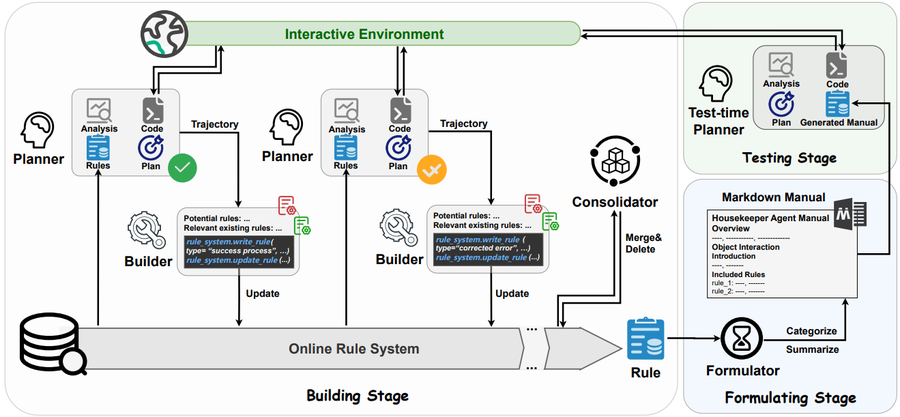 Interactive Environment
Planner
Analysis
Code
Rules
Plan
Trajectory
Potential rules: ...
Relevant existing rules: ...
rule_system.write_rule(
type= "success process", ...)
rule_system.update_rule(...)
Builder
Update
Planner
Analysis
Code
Rules
Plan
Trajectory
Potential rules: ...
Relevant existing rules: ...
rule_system.write_rule (
type="corrected error", ...)
rule_system.update_rule (...)
Builder
Update
Consolidator
Merge&
Delete
Online Rule System
...
...
Rule
Building Stage
Test-time
Planner
Analysis
Code
Plan
Generated Manual
Testing Stage
Markdown Manual
M
Housekeeper Agent Manual
Overview
----, -----------, -------------
Object Interaction
Introduction
----, -------
Included Rules
rule_1: ----, -------
rule_2: ----, -------
Formulator
Categorize
Summarize
Formulating Stage